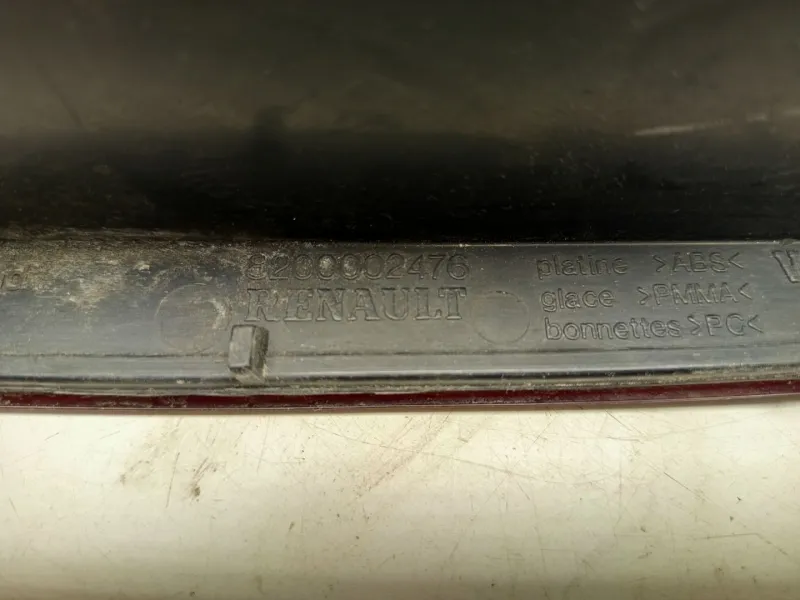 8200002476
RENAULT
platine >ABS<
glace >PMMA<
bonnettes >PC<